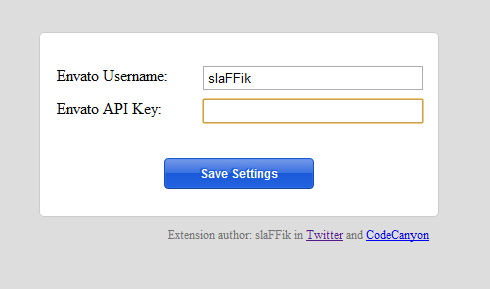 Envato Username: slaFFik
Envato API Key:
Save Settings
Extension author: slaFFik in Twitter and CodeCanyon